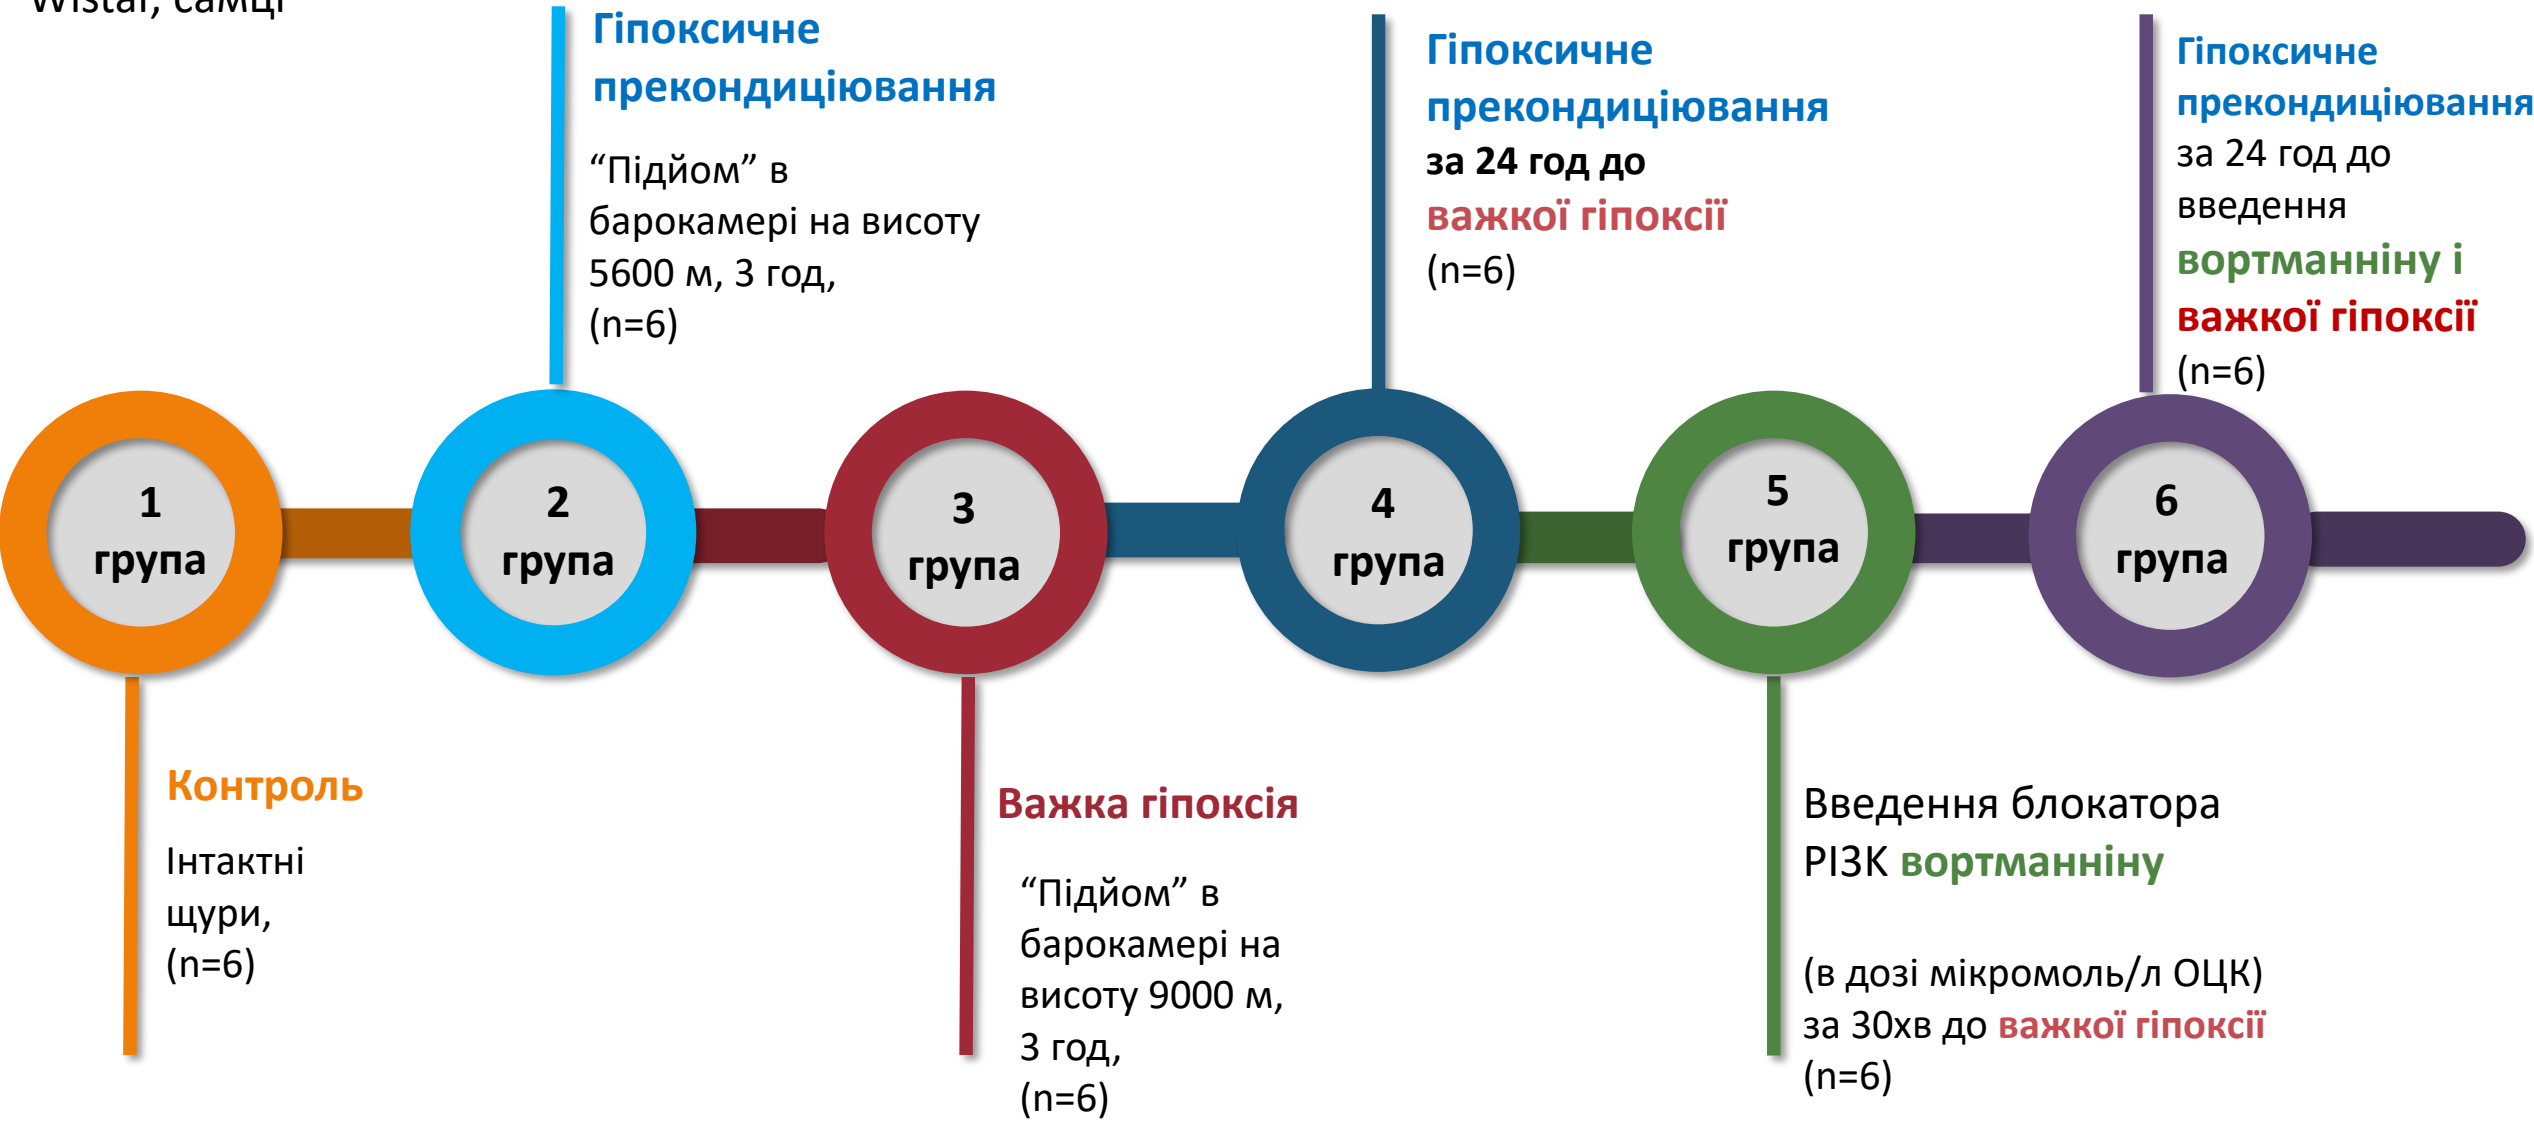 Wistar, самці
Гіпоксичне
прекондиціювання
“Підйом” в
барокамері на висоту
5600 м, 3 год,
(n=6)
Гіпоксичне
прекондиціювання
за 24 год до
важкої гіпоксії
(n=6)
Гіпоксичне
прекондиціювання
за 24 год до
введення
вортманніну і
важкої гіпоксії
(n=6)
1
група
2
група
3
група
4
група
5
група
6
група
Контроль
Інтактні
щури,
(n=6)
Важка гіпоксія
“Підйом” в
барокамері на
висоту 9000 м,
3 год,
(n=6)
Введення блокатора
PI3K вортманніну
(в дозі мікромоль/л ОЦК)
за 30хв до важкої гіпоксії
(n=6)